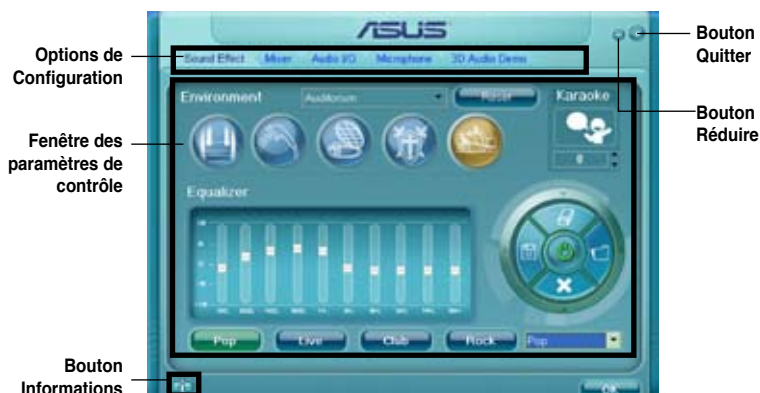 ASUS
Options de
Configuration
Sound Effect Mixer Audio I/O Microphone 3D Audio Demo
Bouton
Quitter
Bouton
Réduire
Fenêtre des
paramètres de
contrôle
Environment Auditorium Reset Karaoke
0
Equalizer
Pop Live Club Rock Pop
Bouton
Informations
OK